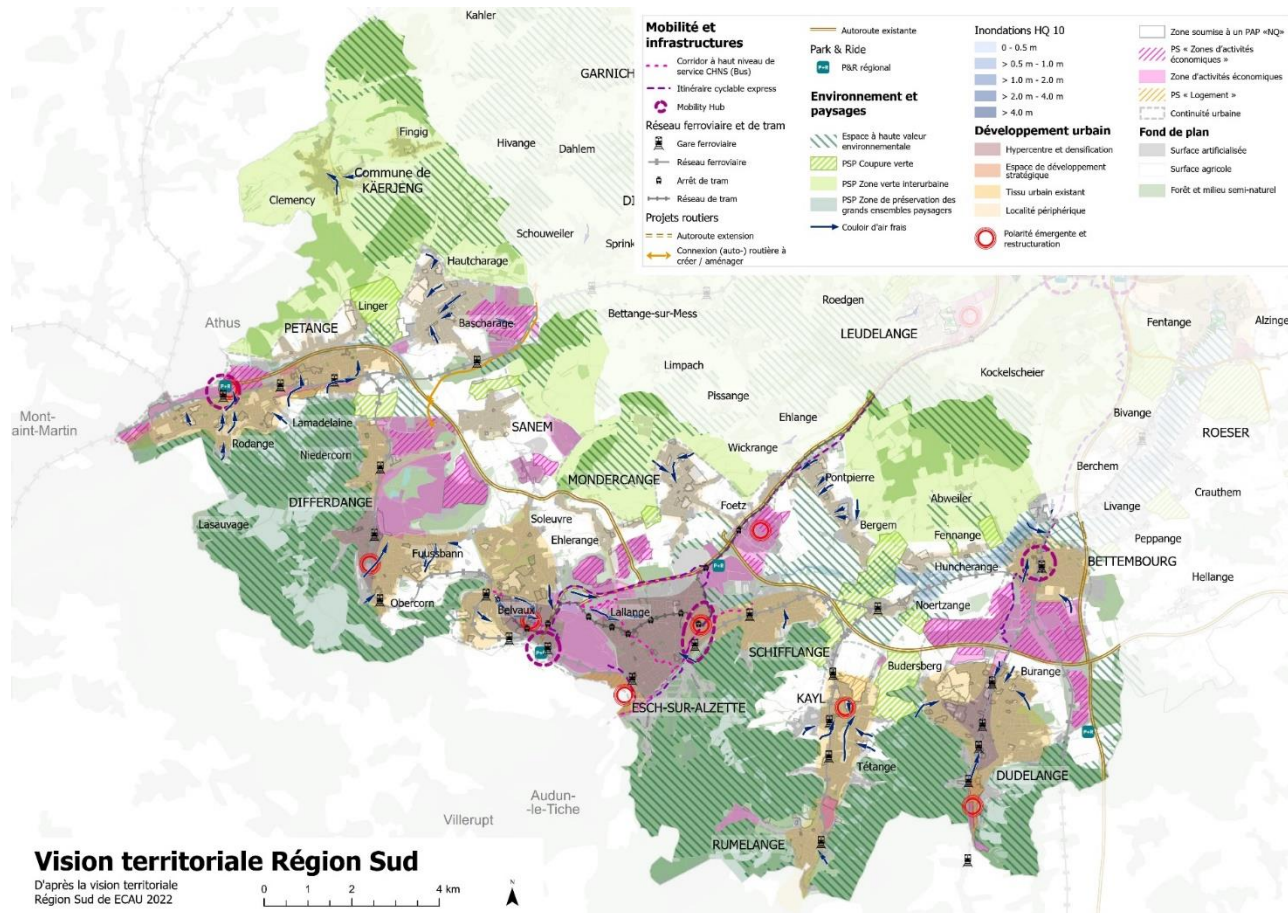 Mobilité et
infrastructures
Corridor à haut niveau de
service CHNS (Bus)
Itinéraire cyclable express
Mobility Hub
Réseau ferroviaire et de tram
Gare ferroviaire
Réseau ferroviaire
Arrêt de tram
Réseau de tram
Projets routiers
Autoroute extension
Connexion (auto-) routière à
créer / aménager
Autoroute existante
Park & Ride
P+R
P&R régional
Environnement et
paysages
Espace à haute valeur
environnementale
PSP Coupure verte
PSP Zone verte interurbaine
PSP Zone de préservation des
grands ensembles paysagers
Couloir d'air frais
Inondations HQ 10
0 - 0.5 m
> 0.5 m - 1.0 m
> 1.0 m - 2.0 m
> 2.0 m - 4.0 m
> 4.0 m
Développement urbain
Hypercentre et densification
Espace de développement
stratégique
Tissu urbain existant
Localité périphérique
Polarité émergente et
restructuration
Zone soumise à un PAP «NQ»
PS « Zones d'activités
économiques »
Zone d'activités économiques
PS « Logement »
Continuité urbaine
Fond de plan
Surface artificialisée
Surface agricole
Forêt et milieu semi-naturel
Kahler
GARNICH
Fingig
Hivange
Dahlem
Commune de
KÄERJENG
Clemency
DI
Schouweiler
Sprink
Hautcharage
Linger
Roedgen
Bettange-sur-Mess
Athus
PETANGE
Bascharage
LEUDELANGE
Fentange
Alzinge
Limpach
Kockelscheier
Pissange
P+R
Mont-
aint-Martin
Lamadelaine
SANEM
Ehlange
Bivange
Rodange
Wickrange
ROESER
Niedercorn
MONDERCANGE
Pontpierre
Berchem
Crauthem
DIFFERDANGE
Foetz
Abweiler
Livange
Lasauvage
Soleuvre
Bergem
Fennange
Peppange
Ehlerange
Fuussbann
BETTEMBOURG
P+R
Huncherange
Hellange
Obercorn
Belvaux
Lallange
Noertzange
P+R
SCHIFFLANGE
Budersberg
Burange
KAYL
ESCH-SUR-ALZETTE
P+R
Tétange
DUDELANGE
Audun-
-le-Tiche
Villerupt
RUMELANGE
Vision territoriale Région Sud
D'après la vision territoriale
Région Sud de ECAU 2022
0 1 2 4 km
N